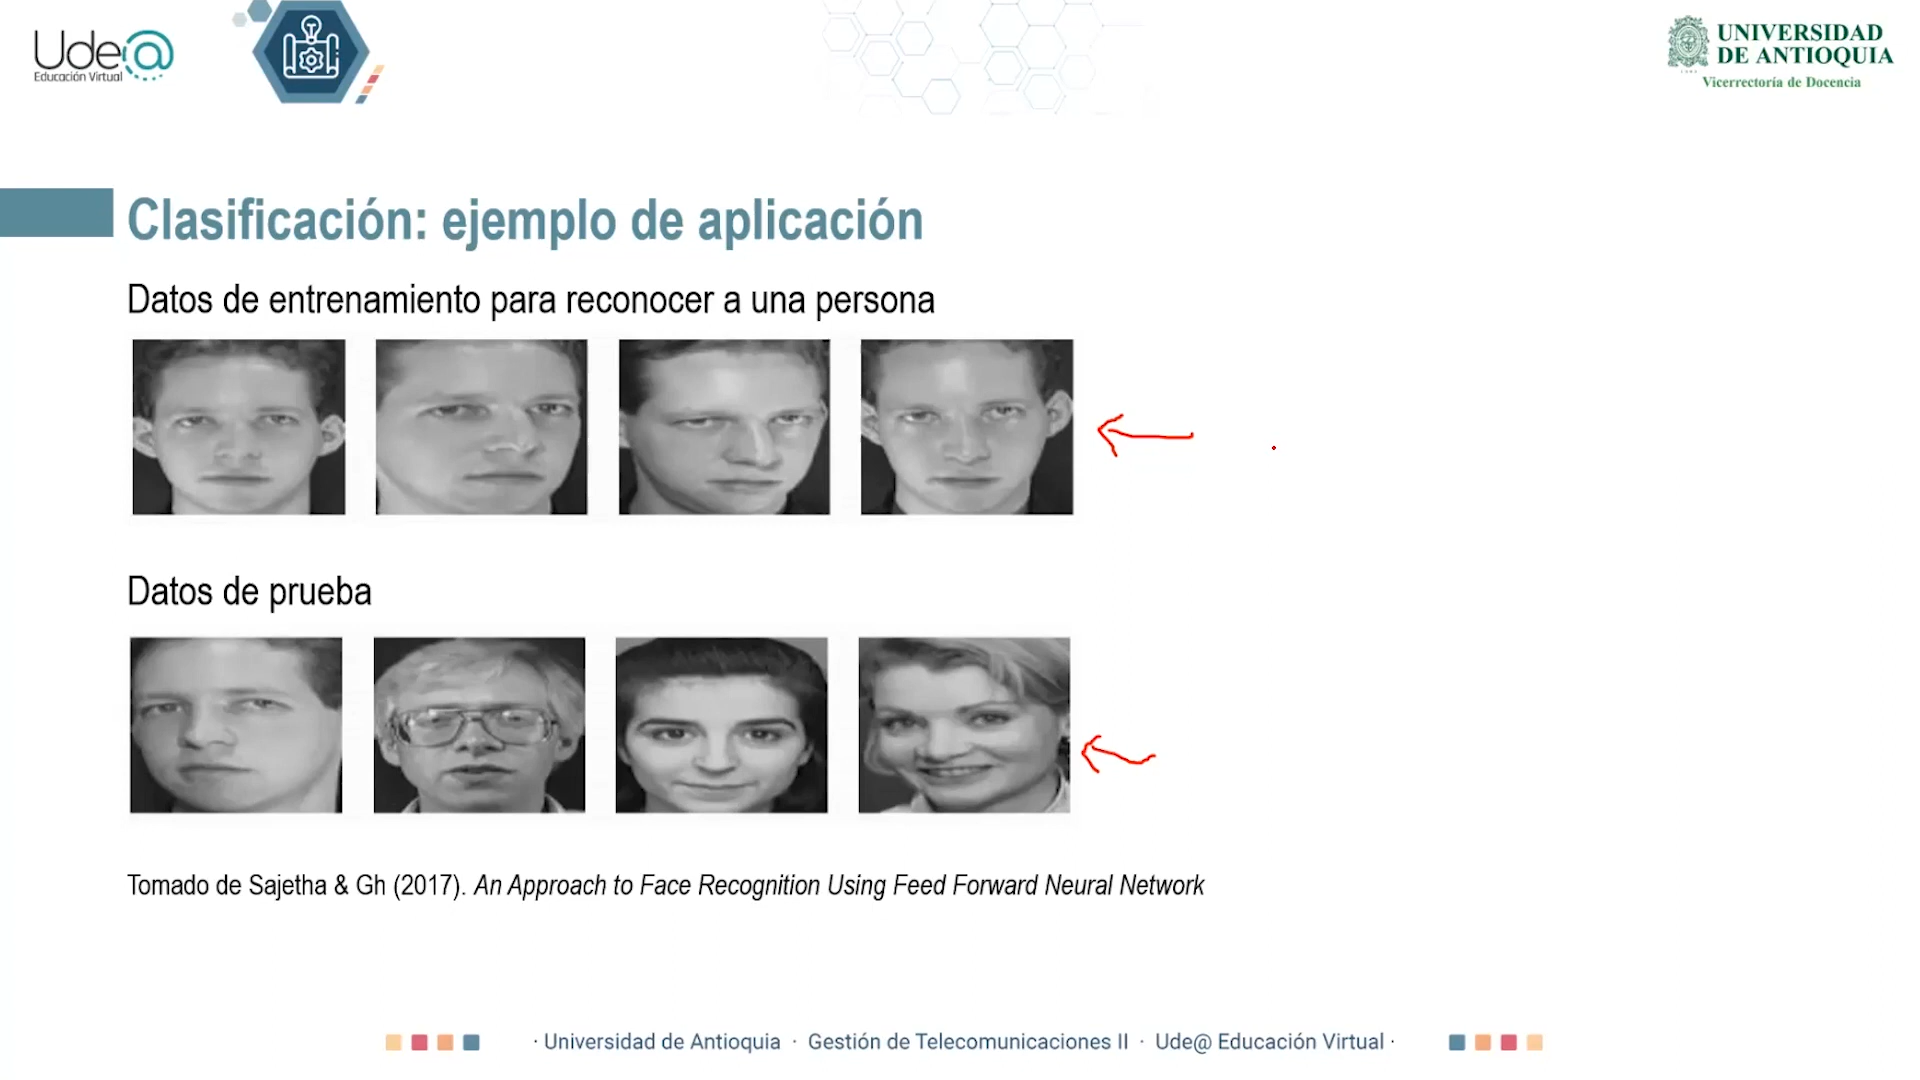 Ude@
Educación Virtual
UNIVERSIDAD
DE ANTIOQUIA
Vicerrectoría de Docencia
Clasificación: ejemplo de aplicación
Datos de entrenamiento para reconocer a una persona
Datos de prueba
Tomado de Sajetha & Gh (2017). An Approach to Face Recognition Using Feed Forward Neural Network
· Universidad de Antioquia · Gestión de Telecomunicaciones II · Ude@ Educación Virtual ·